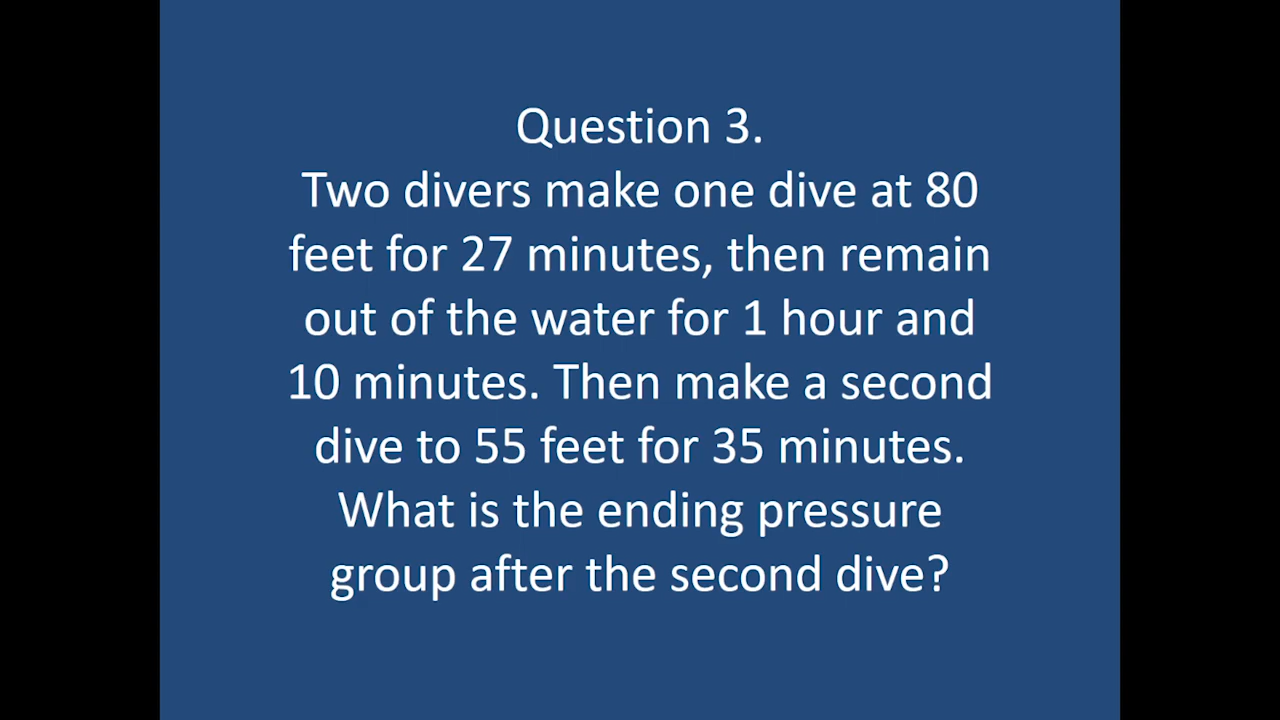 Question 3.
Two divers make one dive at 80
feet for 27 minutes, then remain
out of the water for 1 hour and
10 minutes. Then make a second
dive to 55 feet for 35 minutes.
What is the ending pressure
group after the second dive?